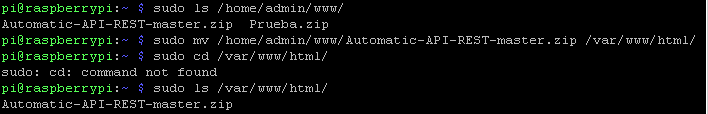 pi@raspberrypi:~ $ sudo ls /home/admin/www/
Automatic-API-REST-master.zip  Prueba.zip
pi@raspberrypi:~ $ sudo mv /home/admin/www/Automatic-API-REST-master.zip /var/www/html/
pi@raspberrypi:~ $ sudo cd /var/www/html/
sudo: cd: command not found
pi@raspberrypi:~ $ sudo ls /var/www/html/
Automatic-API-REST-master.zip